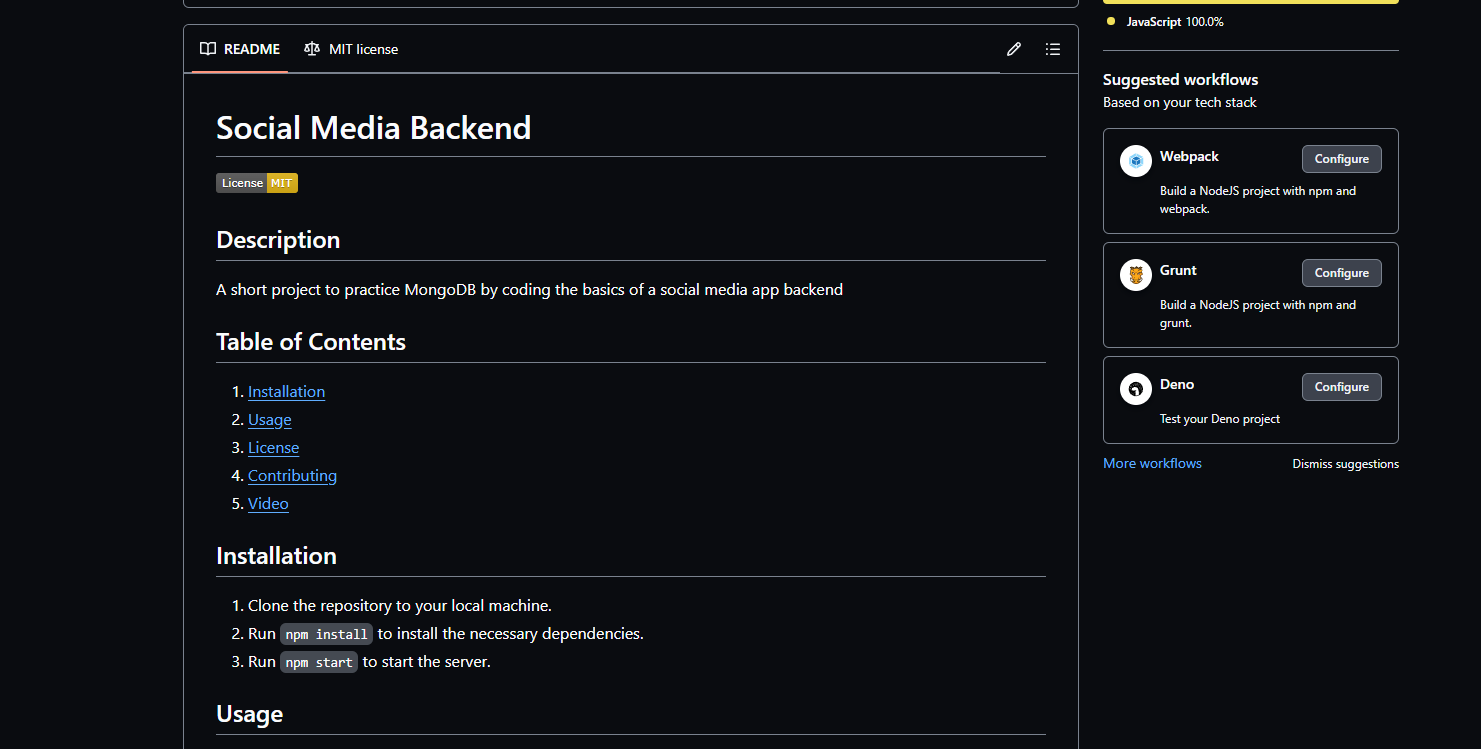 README
MIT license
Social Media Backend
License MIT
Description
A short project to practice MongoDB by coding the basics of a social media app backend
Table of Contents
1. Installation
2. Usage
3. License
4. Contributing
5. Video
Installation
1. Clone the repository to your local machine.
2. Run npm install to install the necessary dependencies.
3. Run npm start to start the server.
Usage
JavaScript 100.0%
Suggested workflows
Based on your tech stack
Webpack
Configure
Build a NodeJS project with npm and
webpack.
Grunt
Configure
Build a NodeJS project with npm and
grunt.
Deno
Configure
Test your Deno project
More workflows
Dismiss suggestions